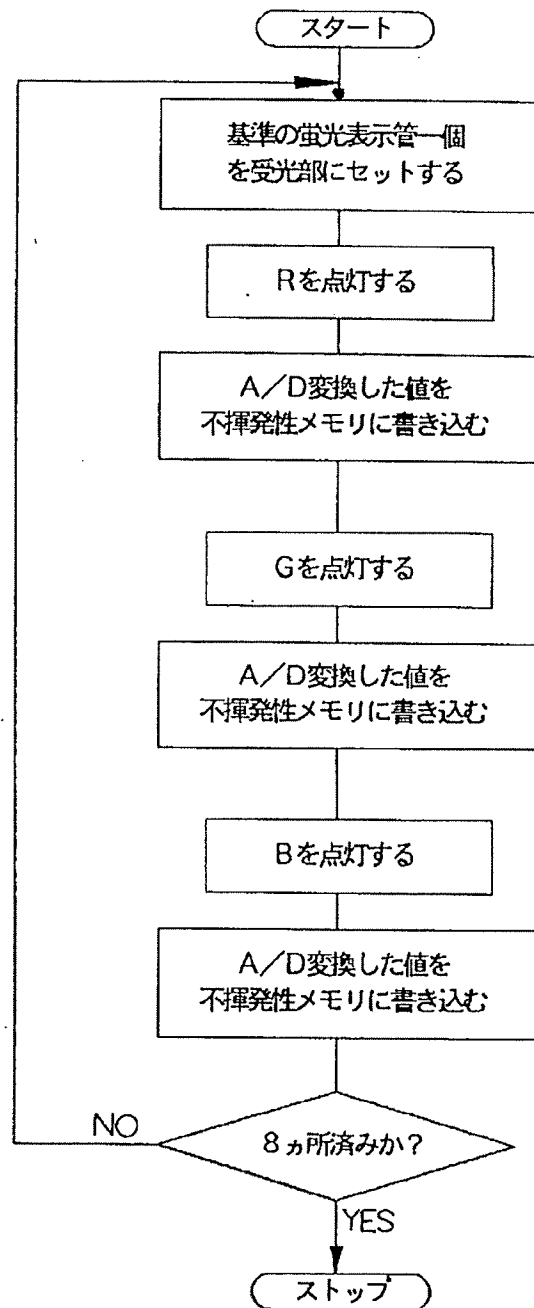 スタート
基準の蛍光表示管一個
を受光部にセットする
Rを点灯する
A／D変換した値を
不揮発性メモリに書き込む
Gを点灯する
A／D変換した値を
不揮発性メモリに書き込む
Bを点灯する
A／D変換した値を
不揮発性メモリに書き込む
NO
8ヵ所済みか？
YES
ストップ